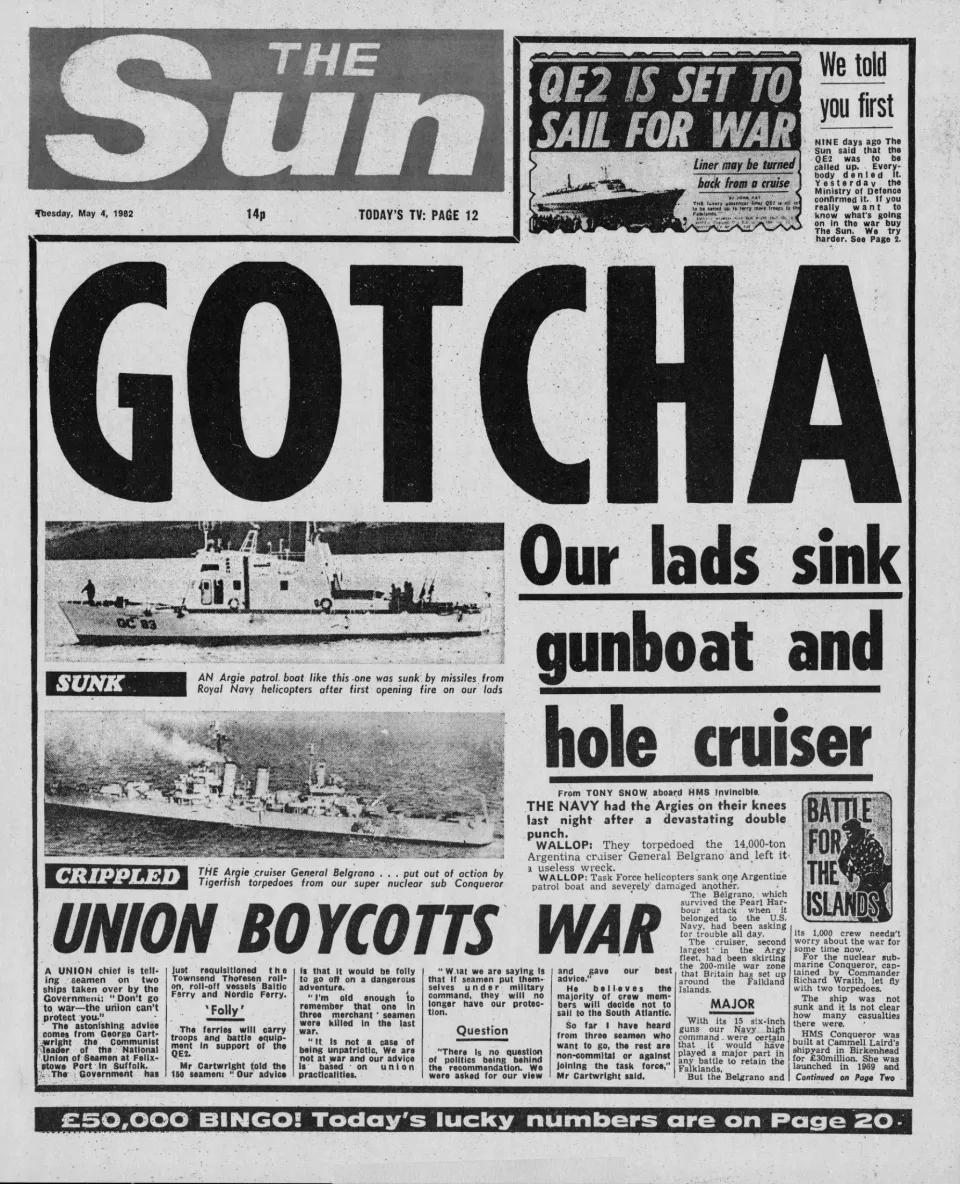 THE
Sun
Tuesday, May 4, 1982
14p
TODAY'S TV: PAGE 12
QE2 IS SET TO
SAIL FOR WAR
Liner may be turned
back from a cruise
We told
you first
NINE days ago The
Sun said that the
QE2 was to be
called up. Every-
body denied it.
Yesterday the
Ministry of Defence
confirmed it. If you
really want to
know what's going
on in the war buy
The Sun. We try
harder. See Page 2.
GOTCHA
GC 83
SUNK
AN Argie patrol boat like this one was sunk by missiles from
Royal Navy helicopters after first opening fire on our lads
CRIPPLED
THE Argie cruiser General Belgrano . . . put out of action by
Tigerfish torpedoes from our super nuclear sub Conqueror
Our lads sink
gunboat and
hole cruiser
From TONY SNOW aboard HMS Invincible.
THE NAVY had the Argies on their knees
last night after a devastating double
punch.
WALLOP: They torpedoed the 14,000-ton
Argentina cruiser General Belgrano and left it
a useless wreck.
WALLOP: Task Force helicopters sank one Argentine
patrol boat and severely damaged another.
The Belgrano, which
survived the Pearl Har-
bour attack when it
belonged to the U.S.
Navy, had been asking
for trouble all day.
The cruiser, second
largest in the Argy
fleet, had been skirting
the 200-mile war zone
that Britain has set up
around the Falkland
Islands.
MAJOR
With its 15 six-inch
guns our Navy high
command were certain
that it would have
played a major part in
any battle to retain the
Falklands.
But the Belgrano and
BATTLE
FOR
THE
ISLANDS
its 1,000 crew needn't
worry about the war for
some time now.
For the nuclear sub-
marine Conqueror, cap-
tained by Commander
Richard Wraith, let fly
with two torpedoes.
The ship was not
sunk and it is not clear
how many casualties
there were.
HMS Conqueror was
built at Cammell Laird's
shipyard in Birkenhead
for £30million. She was
launched in 1969 and
Continued on Page Two
UNION BOYCOTTS WAR
A UNION chief is tell-
ing seamen on two
ships taken over by the
Government: "Don't go
to war—the union can't
protect you."
The astonishing advice
comes from George Cart-
wright the Communist
leader of the National
Union of Seamen at Felix-
stowe Port in Suffolk.
The Government has
just requisitioned the
Townsend Thoresen roll-
on, roll-off vessels Baltic
Ferry and Nordic Ferry.
'Folly'
The ferries will carry
troops and battle equip-
ment in support of the
QE2.
Mr Cartwright told the
150 seamen: "Our advice
is that it would be folly
to go off on a dangerous
adventure.
"I'm old enough to
remember that one in
three merchant seamen
were killed in the last
war.
"It is not a case of
being unpatriotic. We are
not at war and our advice
is based on union
practicalities.
"What we are saying is
that if seamen put them-
selves under military
command, they will no
longer have our protec-
tion.
Question
"There is no question
of politics being behind
the recommendation. We
were asked for our view
and gave our best
advice."
He believes the
majority of crew mem-
bers will decide not to
sail to the South Atlantic.
So far I have heard
from three seamen who
want to go, the rest are
non-commital or against
joining the task force,"
Mr Cartwright said.
£50,000 BINGO! Today's lucky numbers are on Page 20.